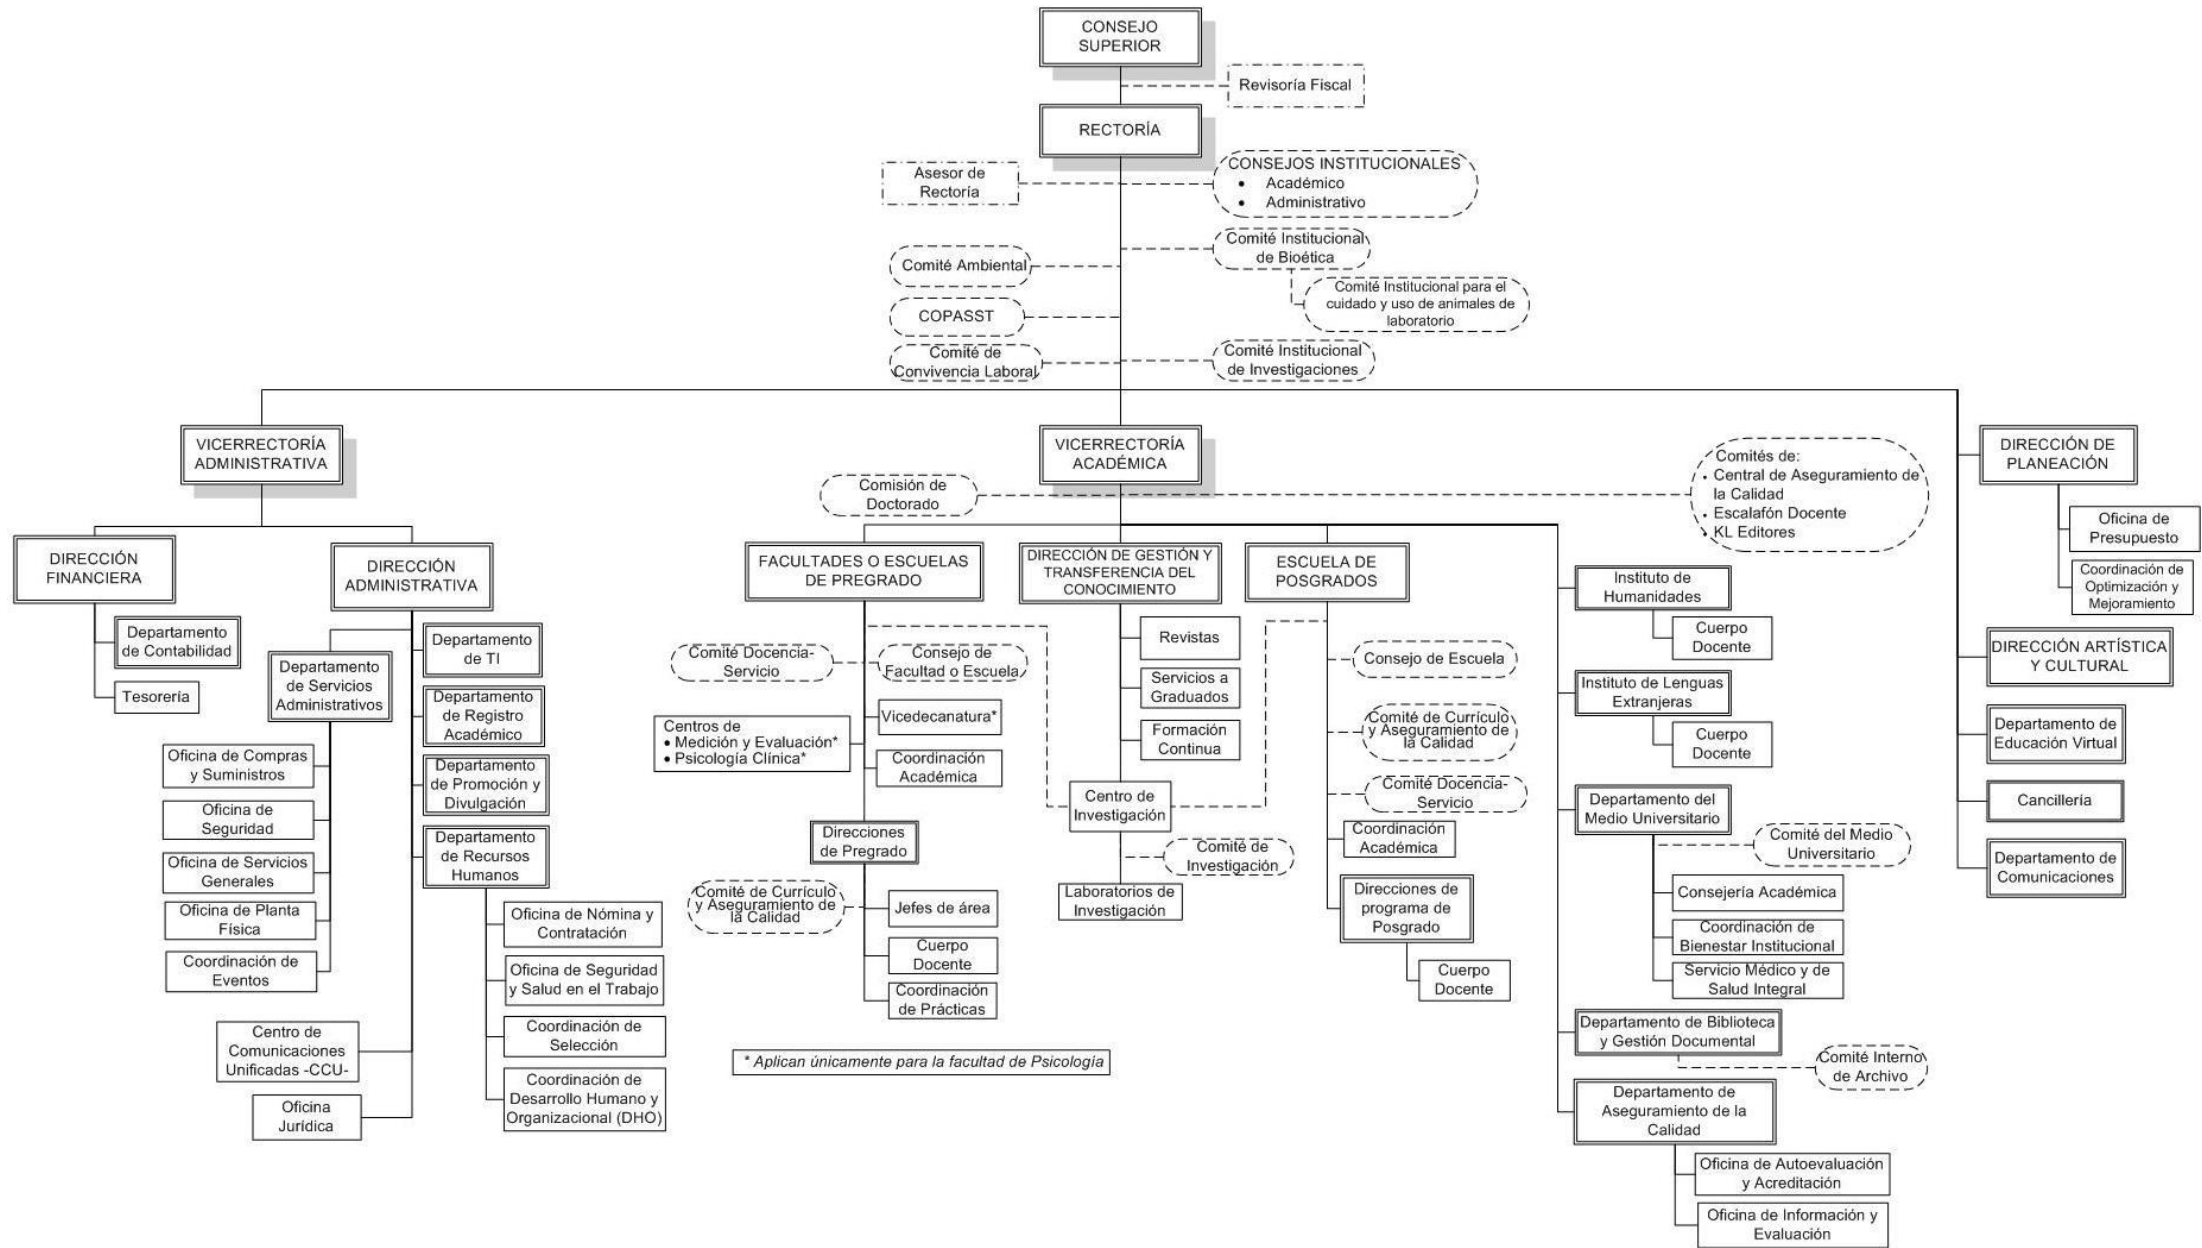 CONSEJO
SUPERIOR
Revisoría Fiscal
RECTORÍA
Asesor de
Rectoría
CONSEJOS INSTITUCIONALES
• Académico
• Administrativo
Comité Institucional
de Bioética
Comité Ambiental
Comité Institucional para el
cuidado y uso de animales de
laboratorio
COPASST
Comité de
Convivencia Laboral
Comité Institucional
de Investigaciones
VICERRECTORÍA
ADMINISTRATIVA
DIRECCIÓN
FINANCIERA
Departamento
de Contabilidad
Tesorería
DIRECCIÓN
ADMINISTRATIVA
Departamento
de Servicios
Administrativos
Oficina de Compras
y Suministros
Oficina de
Seguridad
Oficina de Servicios
Generales
Oficina de Planta
Física
Coordinación de
Eventos
Departamento
de TI
Departamento
de Registro
Académico
Departamento
de Promoción y
Divulgación
Departamento
de Recursos
Humanos
Oficina de Nómina y
Contratación
Oficina de Seguridad
y Salud en el Trabajo
Coordinación de
Selección
Coordinación de
Desarrollo Humano y
Organizacional (DHO)
Centro de
Comunicaciones
Unificadas -CCU-
Oficina
Jurídica
VICERRECTORÍA
ACADÉMICA
Comisión de
Doctorado
Comités de:
• Central de Aseguramiento de
la Calidad
• Escalafón Docente
• KL Editores
FACULTADES O ESCUELAS
DE PREGRADO
Comité Docencia-
Servicio
Consejo de
Facultad o Escuela
Vicedecanatura*
Centros de
• Medición y Evaluación*
• Psicología Clínica*
Coordinación
Académica
Direcciones
de Pregrado
Comité de Currículo
y Aseguramiento de
la Calidad
Jefes de área
Cuerpo
Docente
Coordinación
de Prácticas
* Aplican únicamente para la facultad de Psicología
DIRECCIÓN DE GESTIÓN Y
TRANSFERENCIA DEL
CONOCIMIENTO
Revistas
Servicios a
Graduados
Formación
Continua
Centro de
Investigación
Comité de
Investigación
Laboratorios de
Investigación
ESCUELA DE
POSGRADOS
Consejo de Escuela
Comité de Currículo
y Aseguramiento de
la Calidad
Comité Docencia-
Servicio
Coordinación
Académica
Direcciones de
programa de
Posgrado
Cuerpo
Docente
Instituto de
Humanidades
Cuerpo
Docente
Instituto de Lenguas
Extranjeras
Cuerpo
Docente
Departamento del
Medio Universitario
Comité del Medio
Universitario
Consejería Académica
Coordinación de
Bienestar Institucional
Servicio Médico y de
Salud Integral
Departamento de Biblioteca
y Gestión Documental
Comité Interno
de Archivo
Departamento de
Aseguramiento de la
Calidad
Oficina de Autoevaluación
y Acreditación
Oficina de Información y
Evaluación
DIRECCIÓN DE
PLANEACIÓN
Oficina de
Presupuesto
Coordinación de
Optimización y
Mejoramiento
DIRECCIÓN ARTÍSTICA
Y CULTURAL
Departamento de
Educación Virtual
Cancillería
Departamento de
Comunicaciones